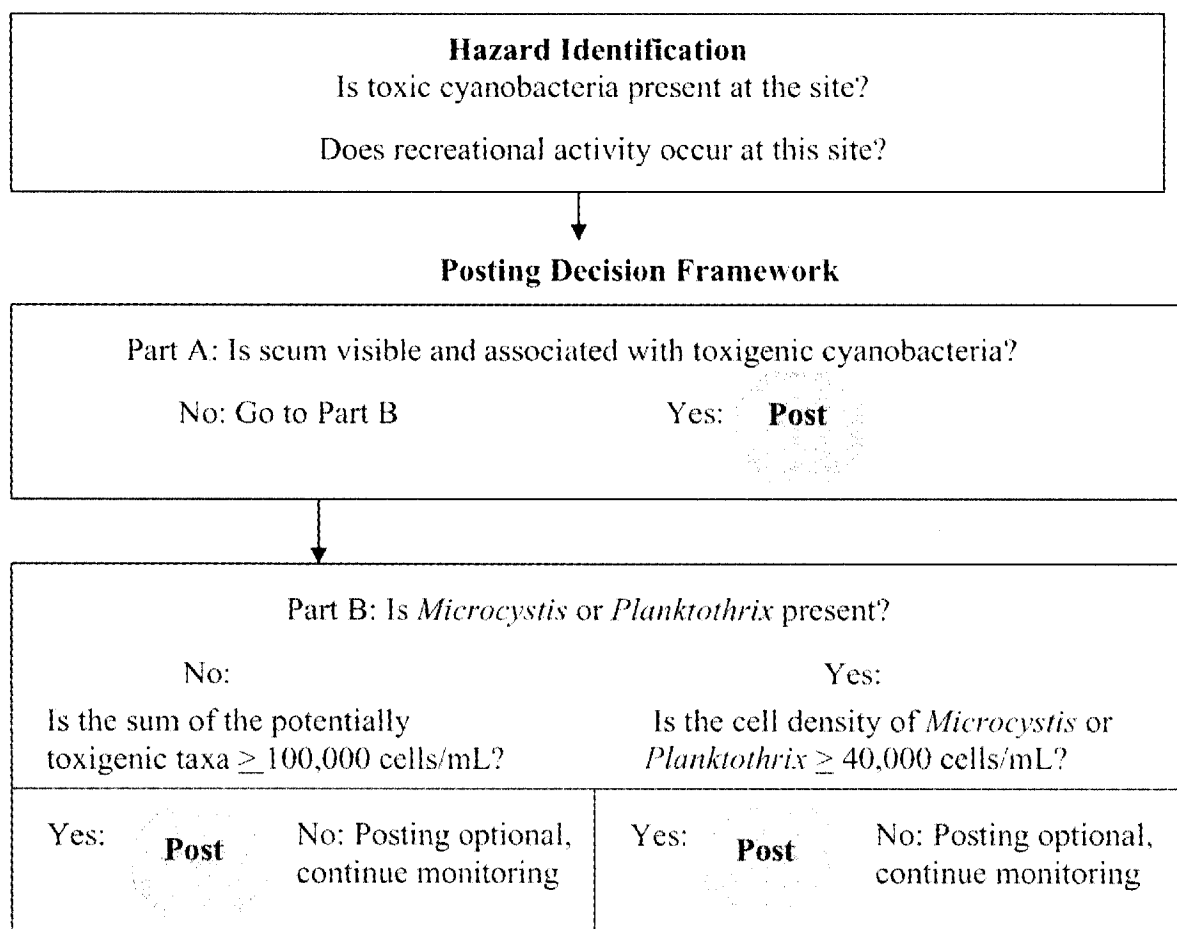 Hazard Identification
Is toxic cyanobacteria present at the site?
Does recreational activity occur at this site?
Posting Decision Framework
Part A: Is scum visible and associated with toxigenic cyanobacteria?
No: Go to Part B
Yes: Post
Part B: Is Microcystis or Planktothrix present?
No:
Is the sum of the potentially
toxigenic taxa ≥ 100,000 cells/mL?
Yes:
Is the cell density of Microcystis or
Planktothrix ≥ 40,000 cells/mL?
Yes: Post
No: Posting optional,
continue monitoring
Yes: Post
No: Posting optional,
continue monitoring